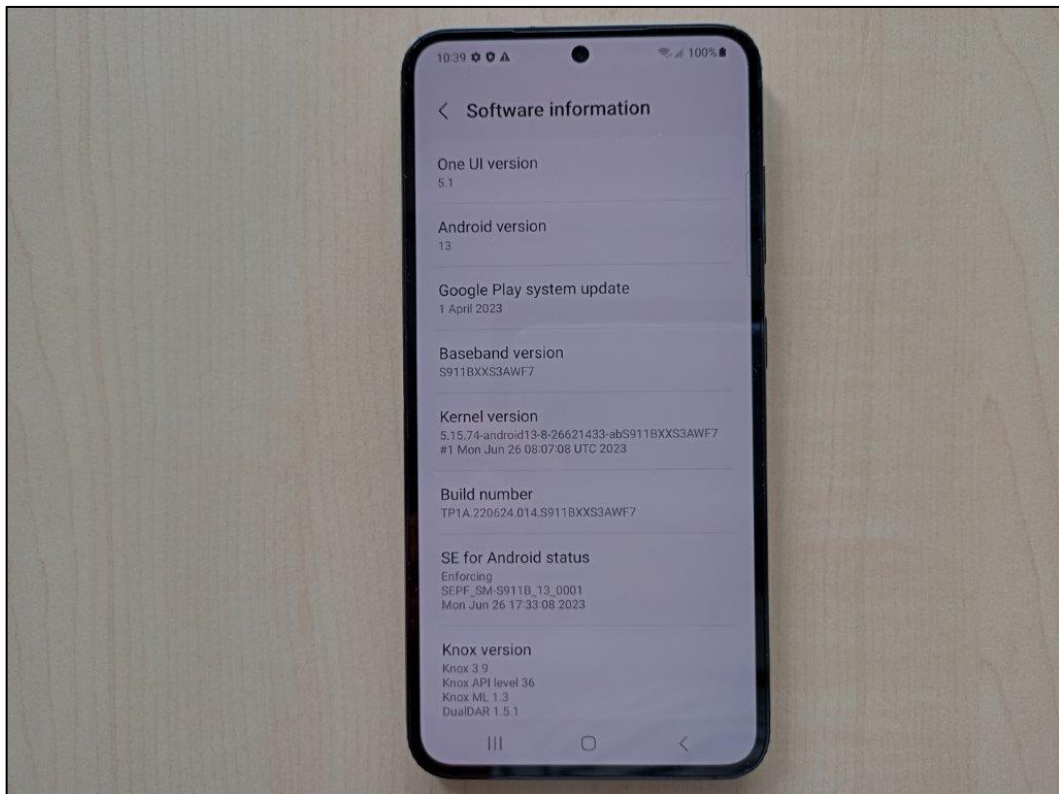 10:39 100%
Software information
One UI version
5.1
Android version
13
Google Play system update
1 April 2023
Baseband version
S911BXXS3AWF7
Kernel version
5.15.74-android13-8-26621433-abS911BXXS3AWF7
#1 Mon Jun 26 08:07:08 UTC 2023
Build number
TP1A.220624.014.S911BXXS3AWF7
SE for Android status
Enforcing
SEPF_SM-S911B_13_0001
Mon Jun 26 17:33:08 2023
Knox version
Knox 3.9
Knox API level 36
Knox ML 1.3
DualDAR 1.5.1